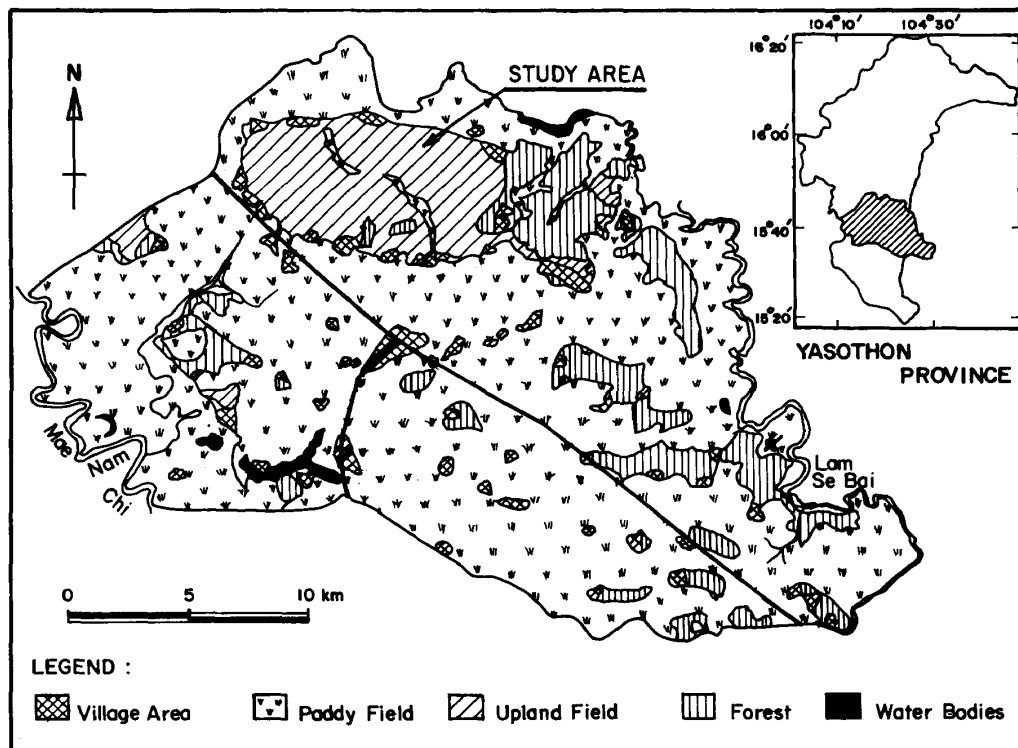 104°10' 104°30'
16°20'
16°00'
15°40'
15°20'
N
STUDY AREA
YASOTHON
PROVINCE
Mae
Nam
Chi
Lam
Se Bai
0 5 10 km
LEGEND :
Village Area Paddy Field Upland Field Forest Water Bodies